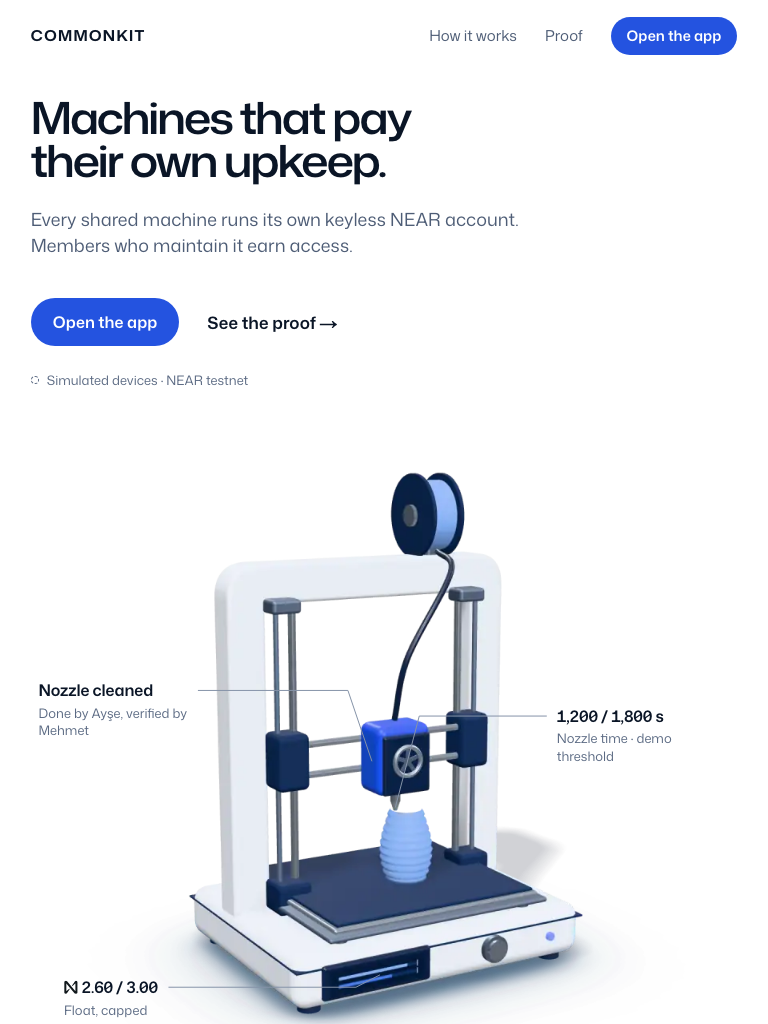 COMMONKIT
How it works
Proof
Open the app
Machines that pay
their own upkeep.
Every shared machine runs its own keyless NEAR account.
Members who maintain it earn access.
Open the app
See the proof →
Simulated devices · NEAR testnet
Nozzle cleaned
Done by Ayşe, verified by
Mehmet
1,200 / 1,800 s
Nozzle time · demo
threshold
2.60 / 3.00
Float, capped